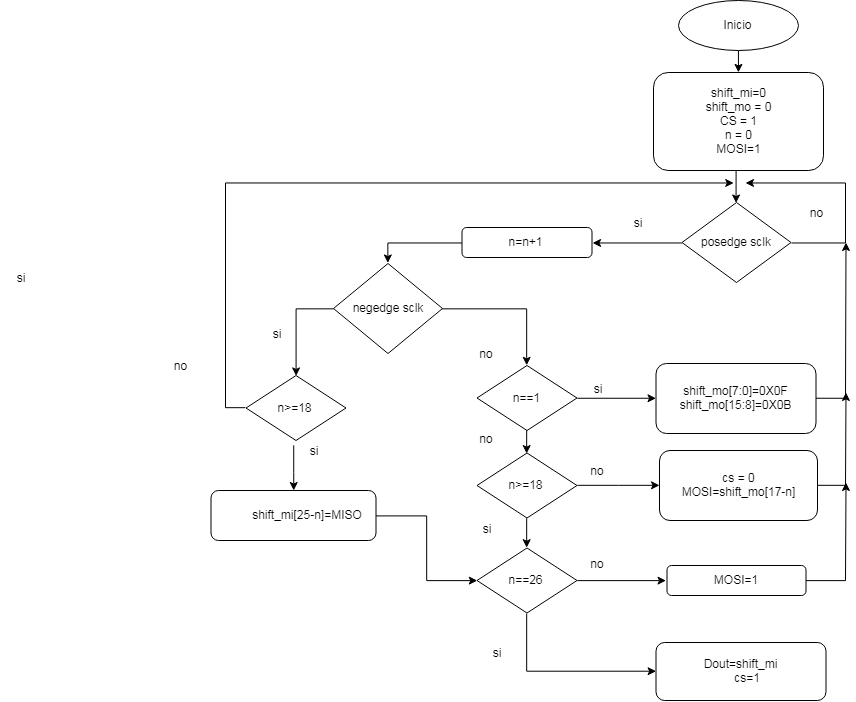 Inicio
shift_mi=0
shift_mo = 0
CS = 1
n = 0
MOSI=1
no
si
posedge sclk
n=n+1
si
negedge sclk
si
no
no
n==1
si
shift_mo[7:0]=0X0F
shift_mo[15:8]=0X0B
n>=18
no
si
n>=18
no
cs = 0
MOSI=shift_mo[17-n]
shift_mi[25-n]=MISO
si
n==26
no
MOSI=1
si
Dout=shift_mi
cs=1